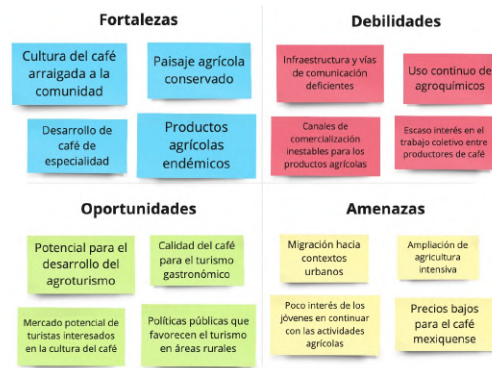 Fortalezas
Cultura del café
arraigada a la
comunidad
Paisaje agrícola
conservado
Desarrollo de
café de
especialidad
Productos
agrícolas
endémicos
Debilidades
Infraestructura y vías
de comunicación
deficientes
Uso continuo de
agroquímicos
Canales de
comercialización
inestables para los
productos agrícolas
Escaso interés en el
trabajo coletivo entre
productores de café
Oportunidades
Potencial para el
desarrollo del
agroturismo
Calidad del café
para el turismo
gastronómico
Mercado potencial de
turistas interesados
en la cultura del café
Políticas públicas que
favorecen el turismo
en áreas rurales
Amenazas
Migración hacia
contextos
urbanos
Ampliación de
agricultura
intensiva
Poco interés de los
jóvenes en continuar
con las actividades
agrícolas
Precios bajos
para el café
mexiquense